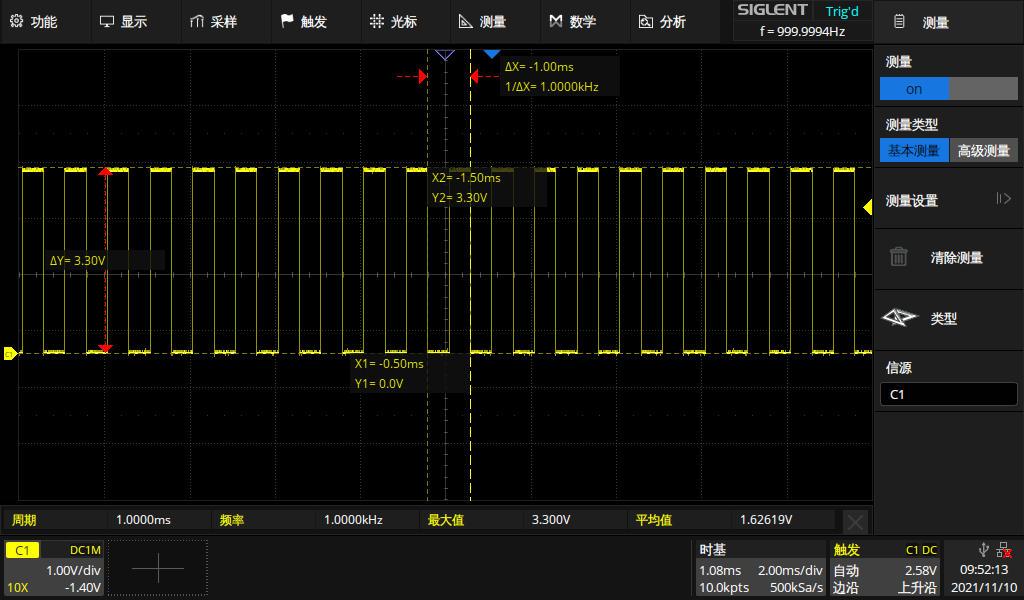 功能 显示 采样 触发 光标 测量 数学 分析 SIGLENT Trig'd 测量
f = 999.9994Hz
测量
on
测量类型
基本测量 高级测量
测量设置
清除测量
类型
信源
C1
ΔX= -1.00ms
1/ΔX= 1.0000kHz
X2= -1.50ms
Y2= 3.30V
ΔY= 3.30V
C1
X1= -0.50ms
Y1= 0.0V
周期 1.0000ms 频率 1.0000kHz 最大值 3.300V 平均值 1.62619V
C1 DC1M 时基 触发 C1 DC
1.00V/div 1.08ms 2.00ms/div 自动 2.58V 09:52:13
10X -1.40V 10.0kpts 500kSa/s 边沿 上升沿 2021/11/10